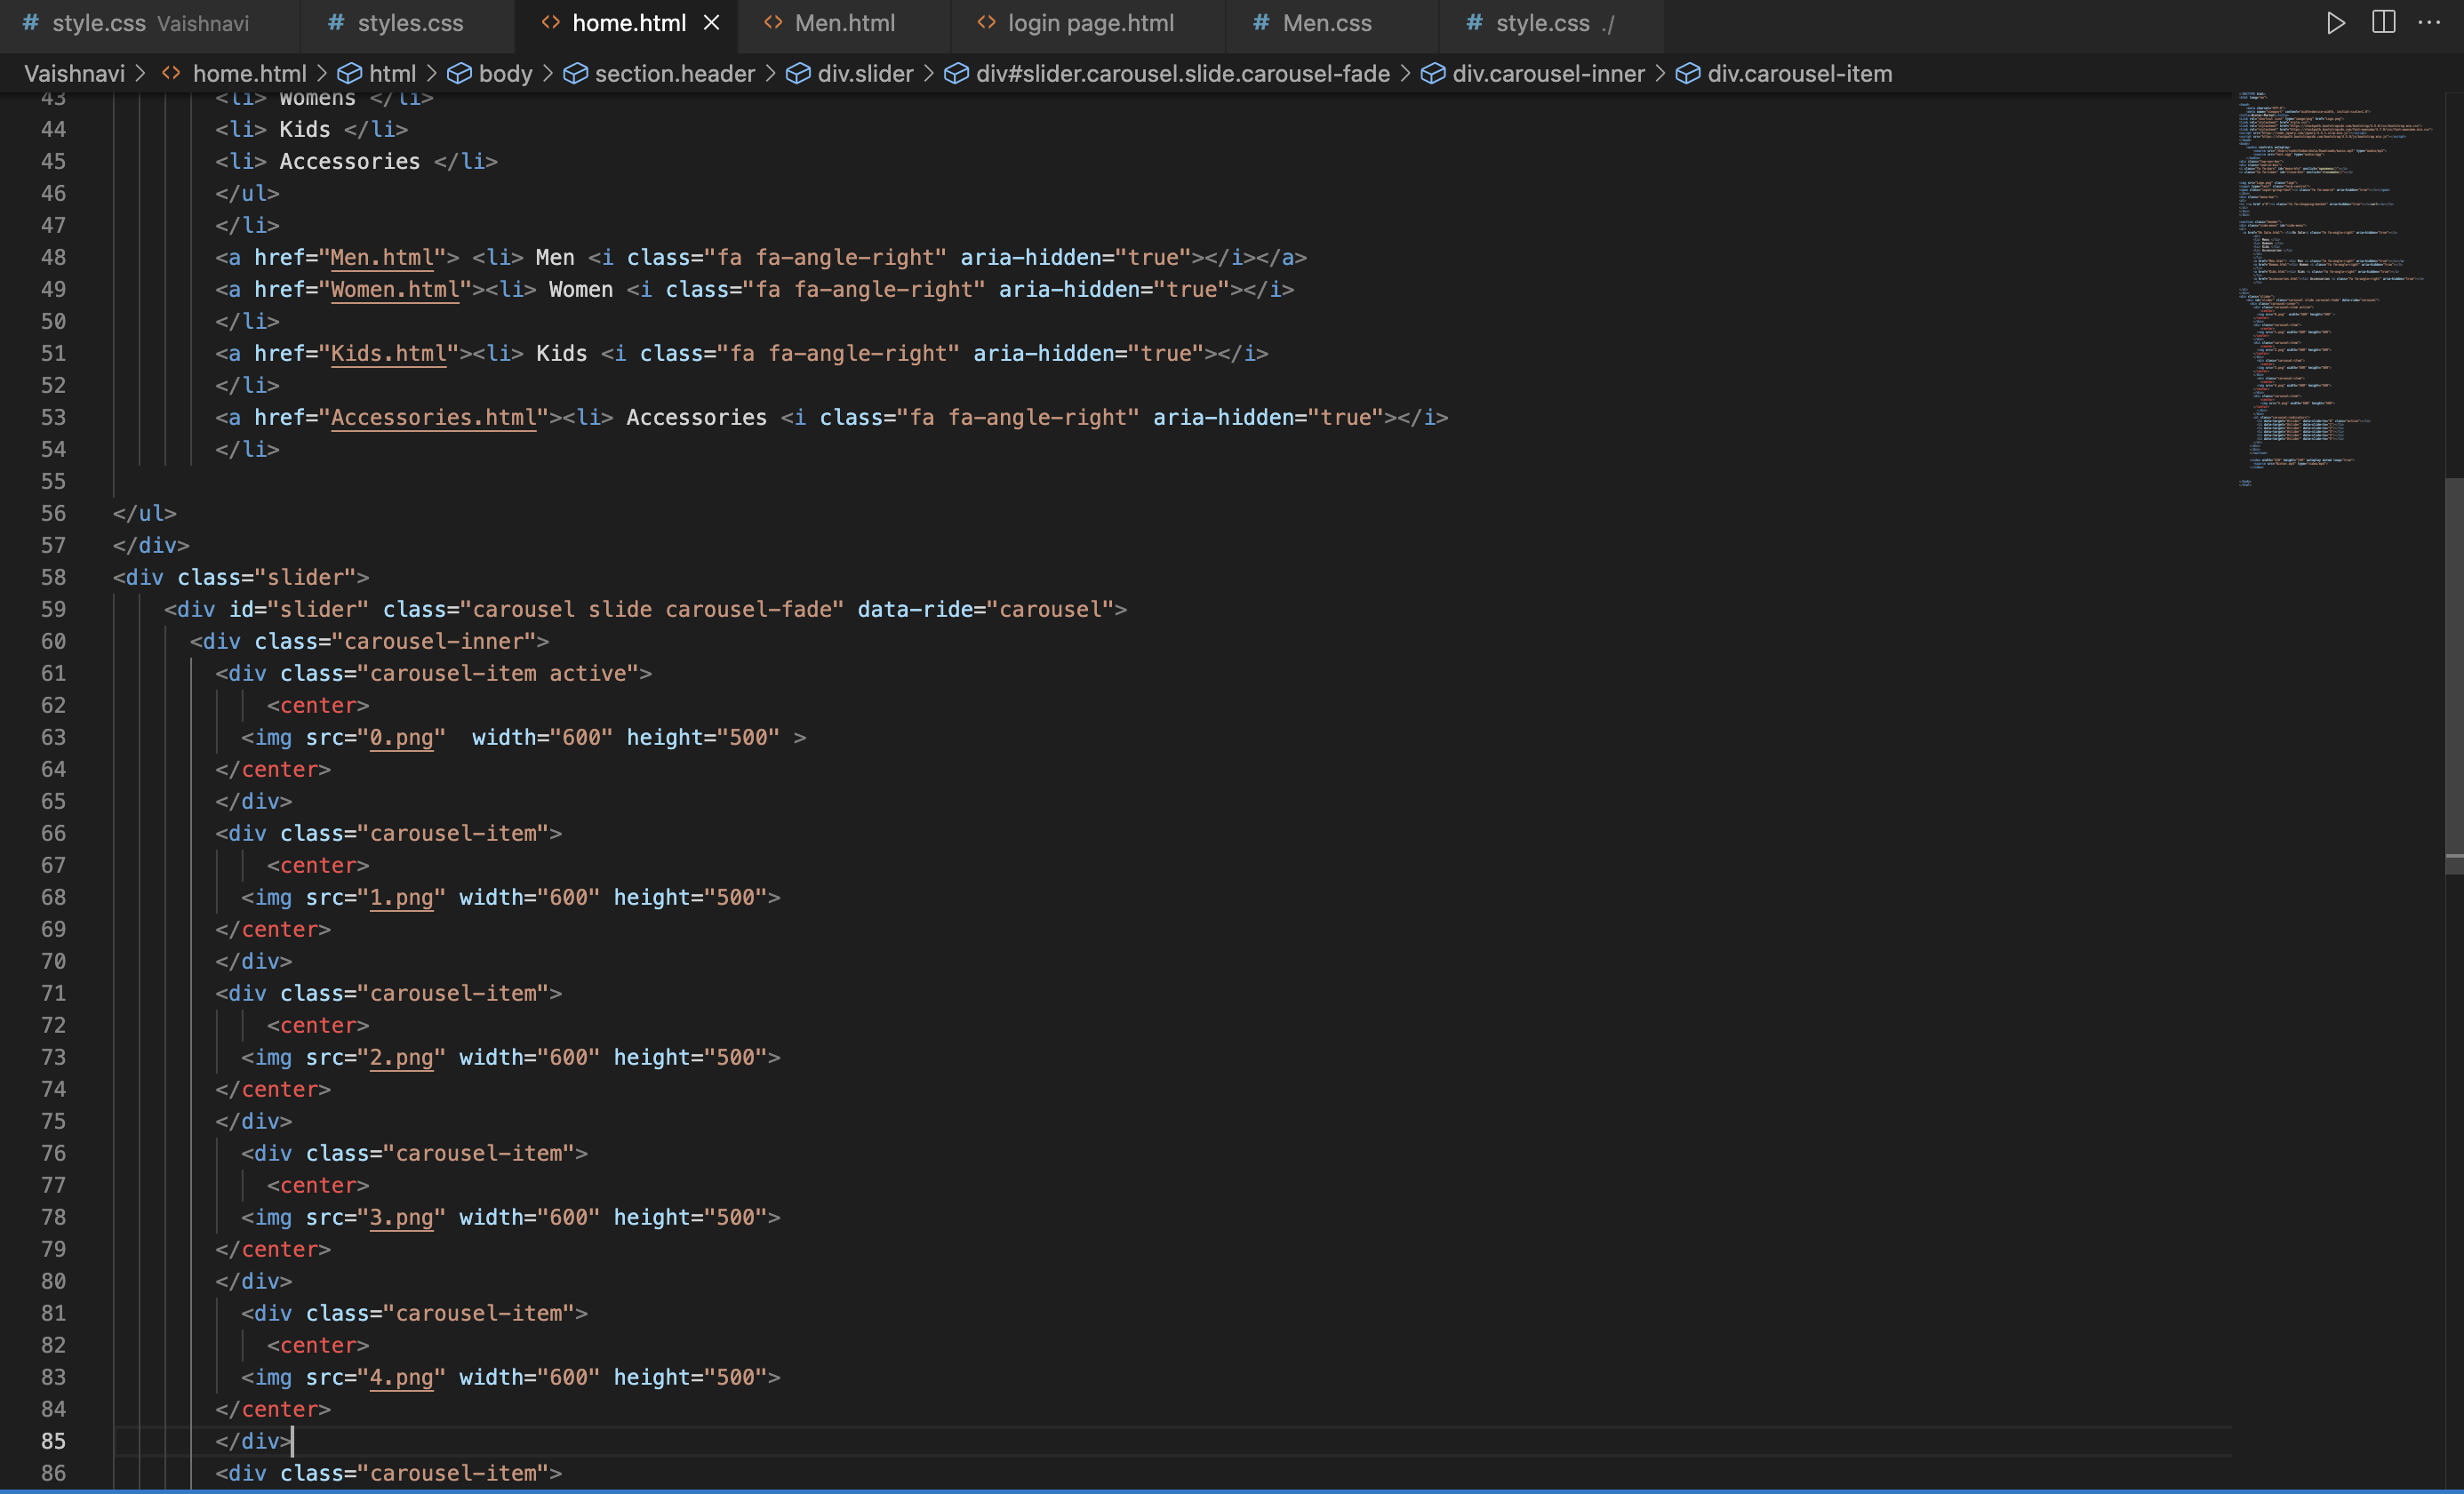 # style.css Vaishnavi # styles.css <> home.html × <> Men.html <> login page.html # Men.css # style.css ./
Vaishnavi > <> home.html > html > body > section.header > div.slider > div#slider.carousel.slide.carousel-fade > div.carousel-inner > div.carousel-item
43 <li> Womens </li>
44 <li> Kids </li>
45 <li> Accessories </li>
46 </ul>
47 </li>
48 <a href="Men.html"> <li> Men <i class="fa fa-angle-right" aria-hidden="true"></i></a>
49 <a href="Women.html"><li> Women <i class="fa fa-angle-right" aria-hidden="true"></i>
50 </li>
51 <a href="Kids.html"><li> Kids <i class="fa fa-angle-right" aria-hidden="true"></i>
52 </li>
53 <a href="Accessories.html"><li> Accessories <i class="fa fa-angle-right" aria-hidden="true"></i>
54 </li>
55
56 </ul>
57 </div>
58 <div class="slider">
59 <div id="slider" class="carousel slide carousel-fade" data-ride="carousel">
60 <div class="carousel-inner">
61 <div class="carousel-item active">
62 <center>
63 <img src="0.png"  width="600" height="500" >
64 </center>
65 </div>
66 <div class="carousel-item">
67 <center>
68 <img src="1.png" width="600" height="500">
69 </center>
70 </div>
71 <div class="carousel-item">
72 <center>
73 <img src="2.png" width="600" height="500">
74 </center>
75 </div>
76 <div class="carousel-item">
77 <center>
78 <img src="3.png" width="600" height="500">
79 </center>
80 </div>
81 <div class="carousel-item">
82 <center>
83 <img src="4.png" width="600" height="500">
84 </center>
85 </div>
86 <div class="carousel-item">